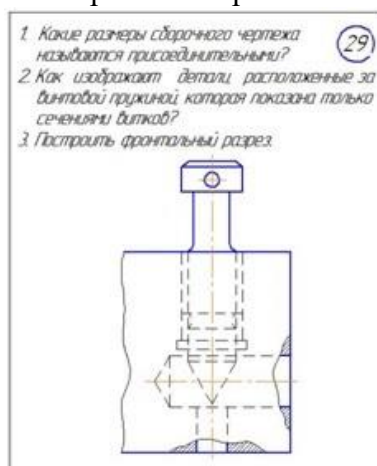 1. Какие размеры сборочного чертежа
называются присоединительными?
29
2. Как изображают детали, расположенные за
винтовой пружиной, которая показана только
сечениями витков?
3. Построить фронтальный разрез.